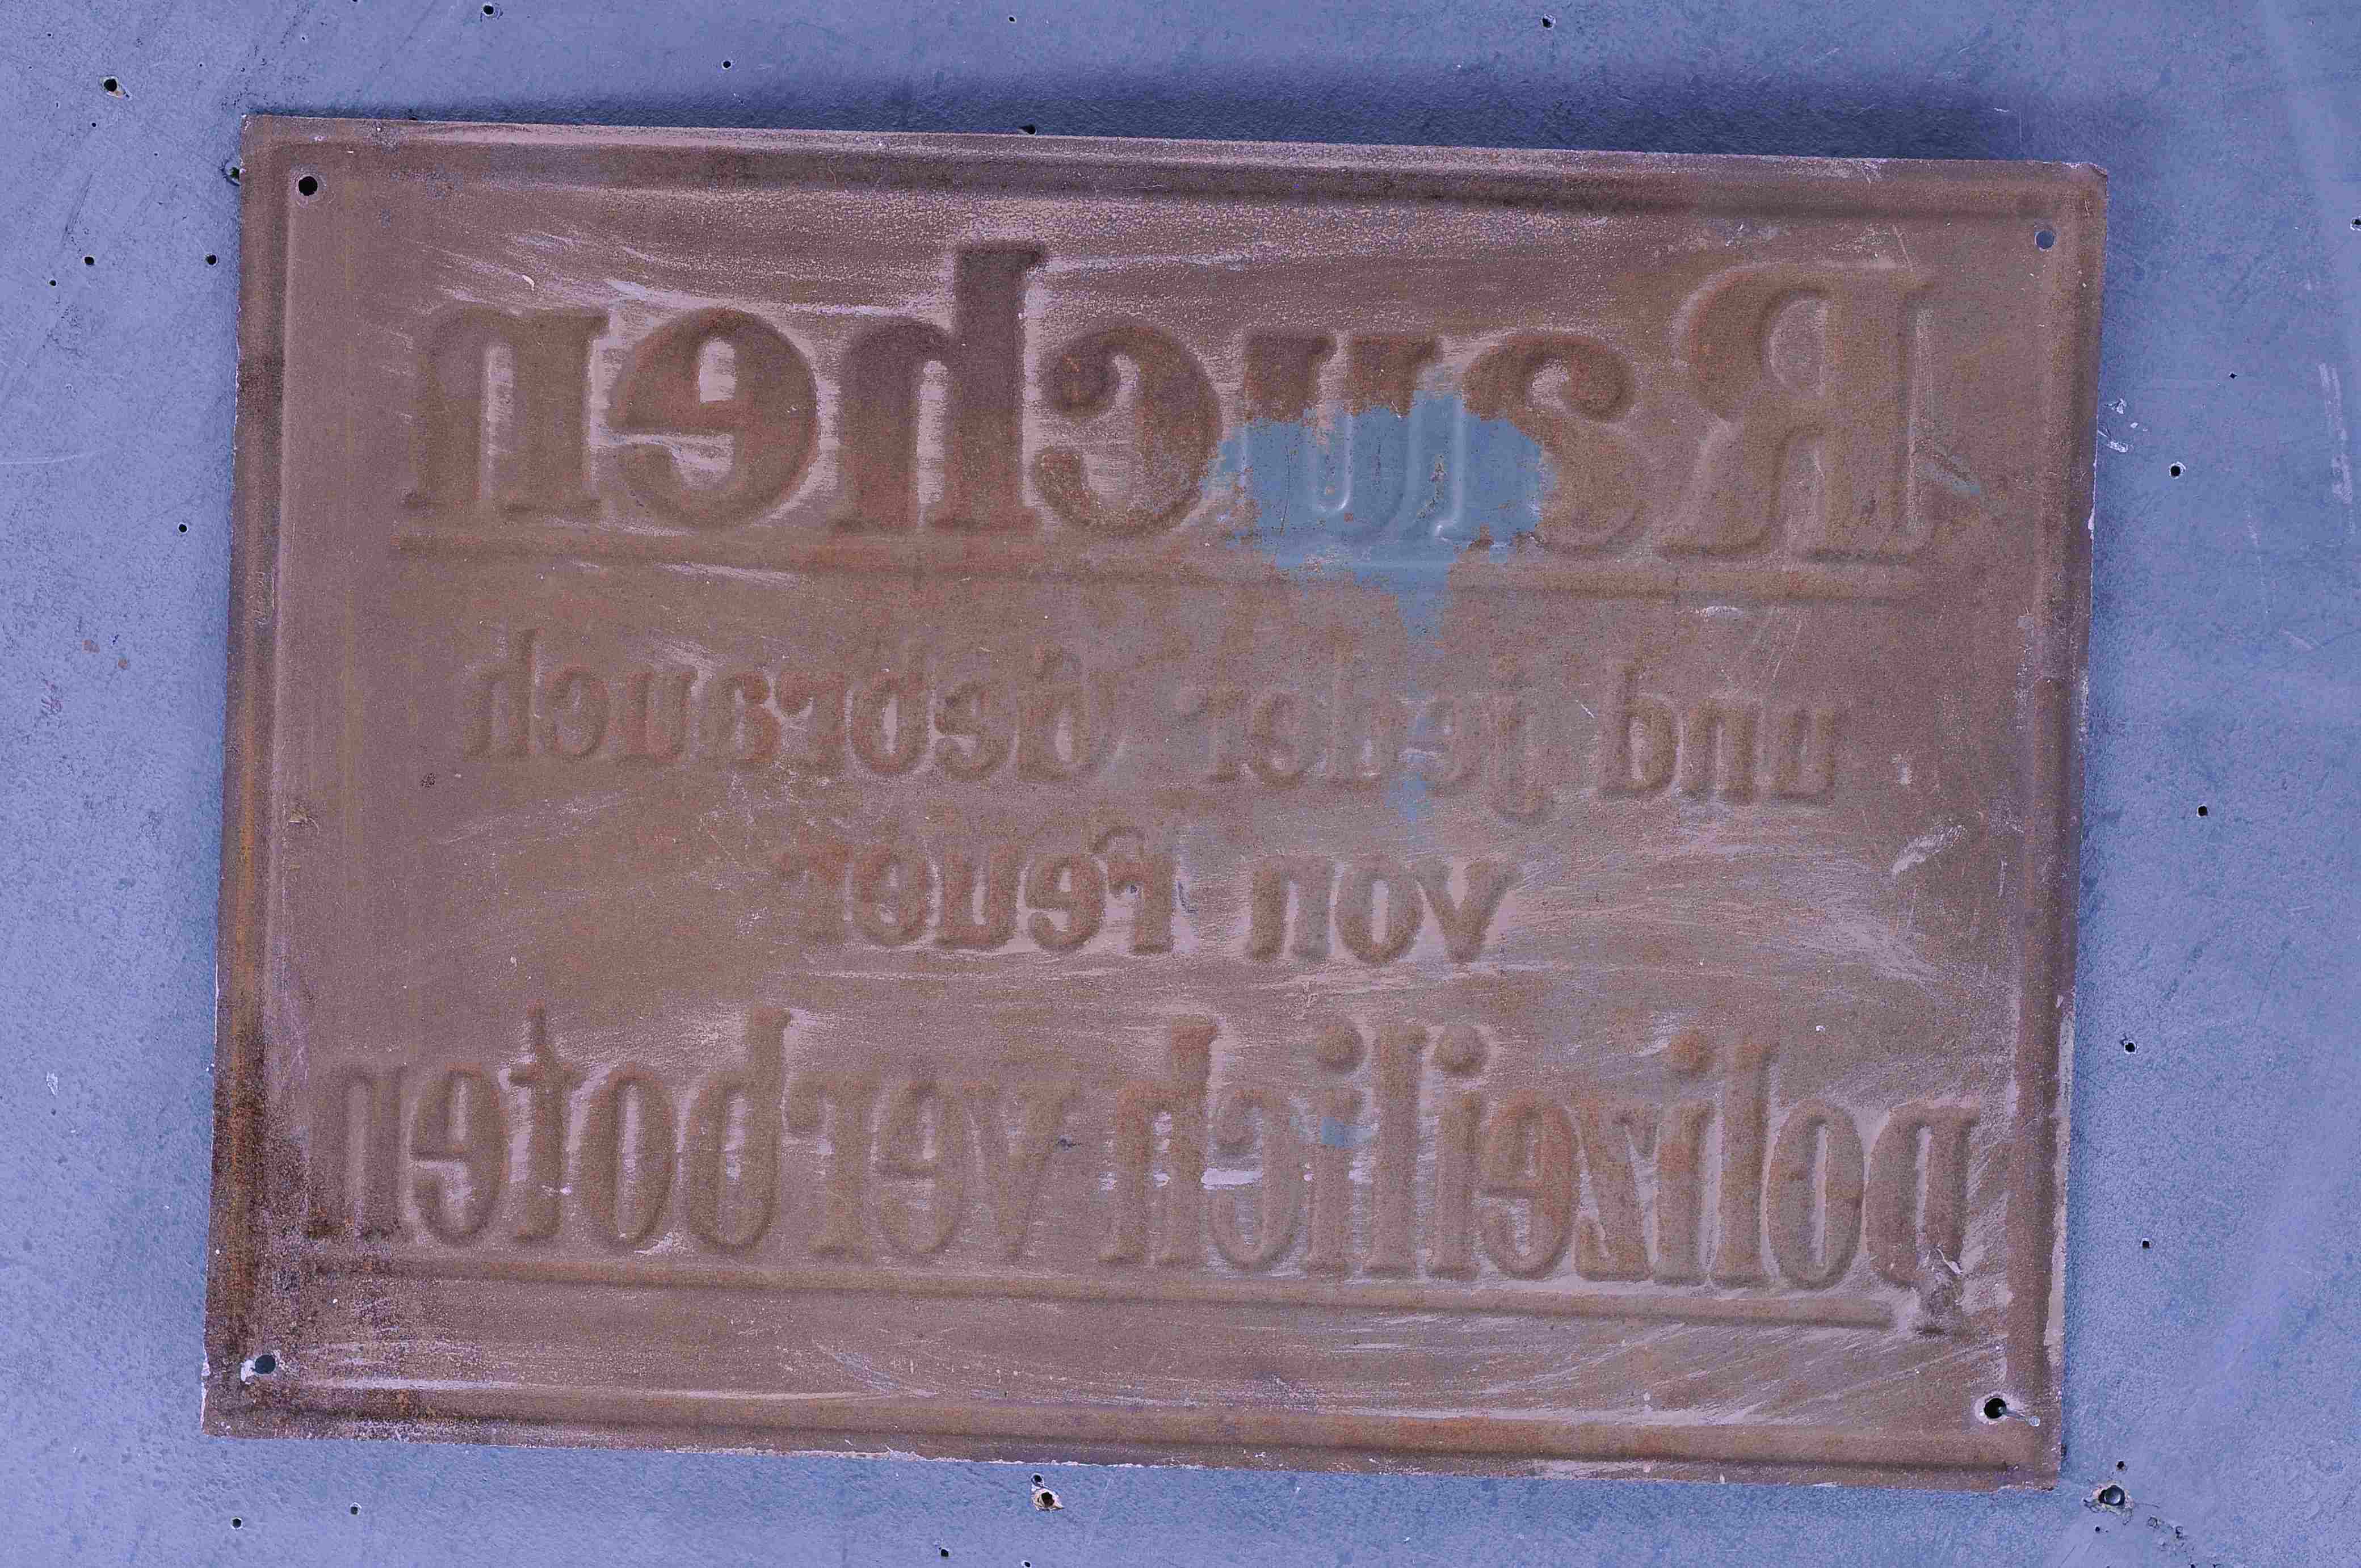 Rauchen
und jeder Gebrauch
von Feuer
polizeilich verboten